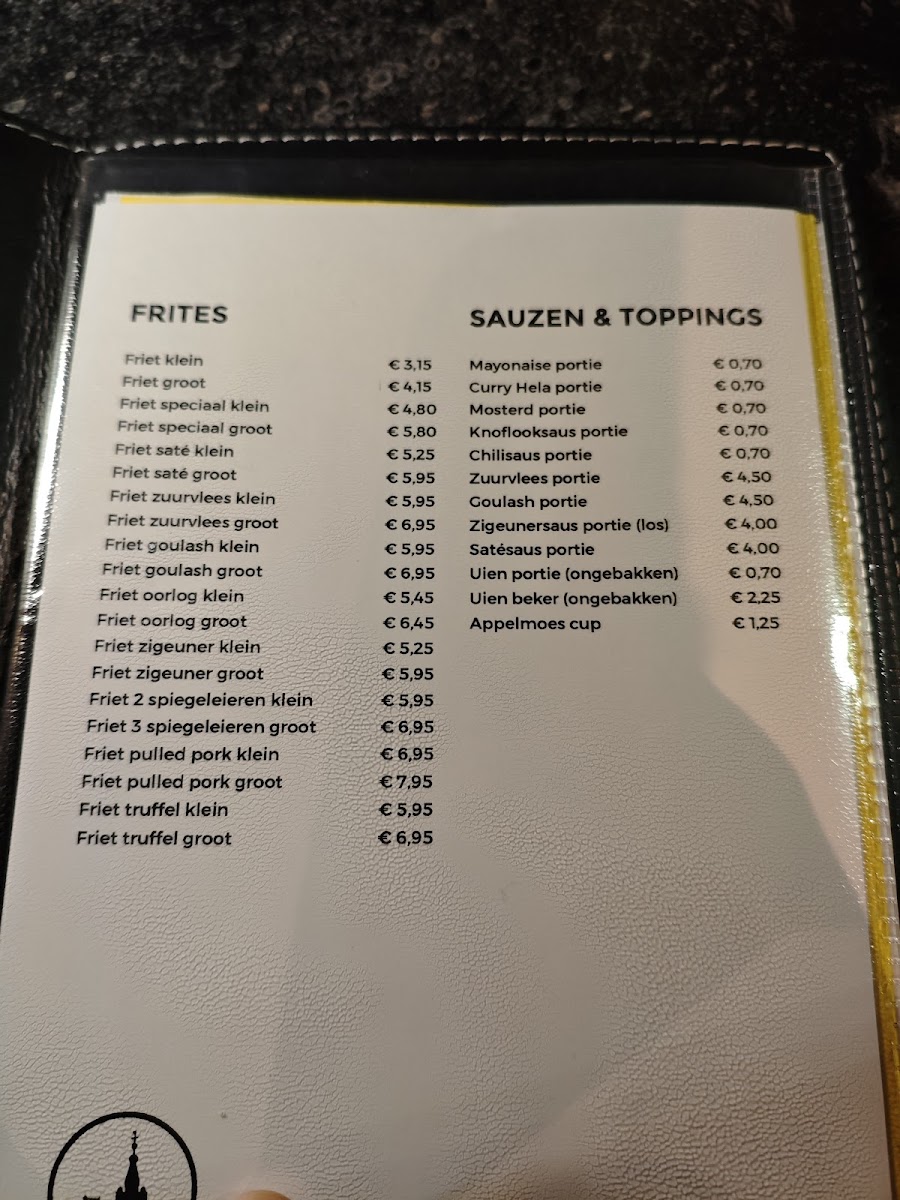 FRITES
Friet klein € 3,15
Friet groot € 4,15
Friet speciaal klein € 4,80
Friet speciaal groot € 5,80
Friet saté klein € 5,25
Friet saté groot € 5,95
Friet zuurvlees klein € 5,95
Friet zuurvlees groot € 6,95
Friet goulash klein € 5,95
Friet goulash groot € 6,95
Friet oorlog klein € 5,45
Friet oorlog groot € 6,45
Friet zigeuner klein € 5,25
Friet zigeuner groot € 5,95
Friet 2 spiegeleieren klein € 5,95
Friet 3 spiegeleieren groot € 6,95
Friet pulled pork klein € 6,95
Friet pulled pork groot € 7,95
Friet truffel klein € 5,95
Friet truffel groot € 6,95
SAUZEN & TOPPINGS
Mayonaise portie € 0,70
Curry Hela portie € 0,70
Mosterd portie € 0,70
Knoflooksaus portie € 0,70
Chilisaus portie € 0,70
Zuurvlees portie € 4,50
Goulash portie € 4,50
Zigeunersaus portie (los) € 4,00
Satésaus portie € 4,00
Uien portie (ongebakken) € 0,70
Uien beker (ongebakken) € 2,25
Appelmoes cup € 1,25